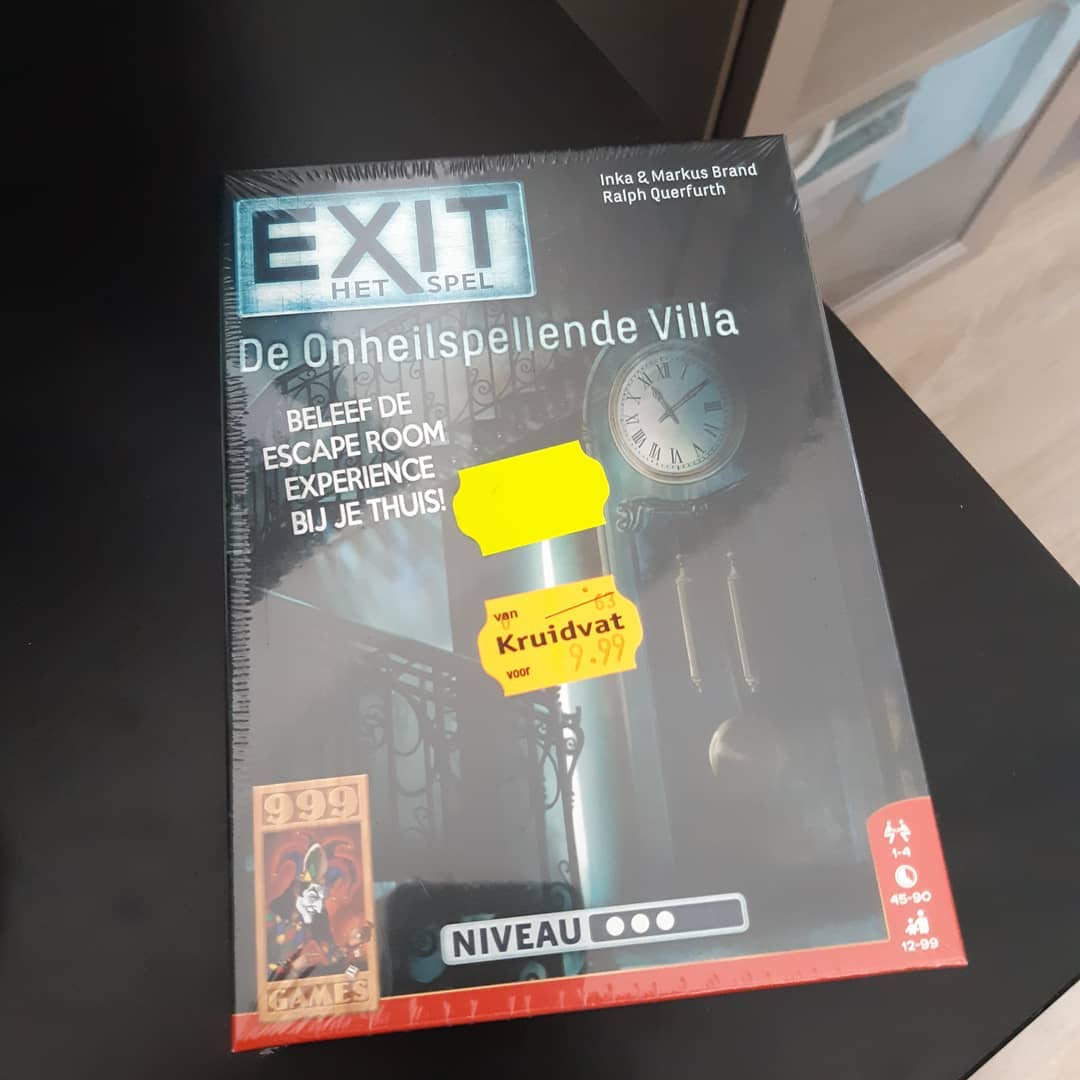 Inka & Markus Brand
Ralph Querfurth
EXIT
HET SPEL
De Onheilspellende Villa
BELEEF DE
ESCAPE ROOM
EXPERIENCE
BIJ JE THUIS!
van 63
Kruidvat
voor 9.99
999
GAMES
NIVEAU
1-4
45-90
12-99